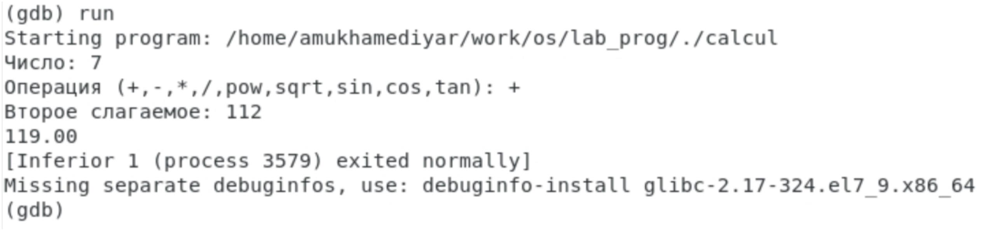 (gdb) run
Starting program: /home/amukhamediyar/work/os/lab_prog/./calcul
Число: 7
Операция (+,-,*,/,pow,sqrt,sin,cos,tan): +
Второе слагаемое: 112
119.00
[Inferior 1 (process 3579) exited normally]
Missing separate debuginfos, use: debuginfo-install glibc-2.17-324.el7_9.x86_64
(gdb)